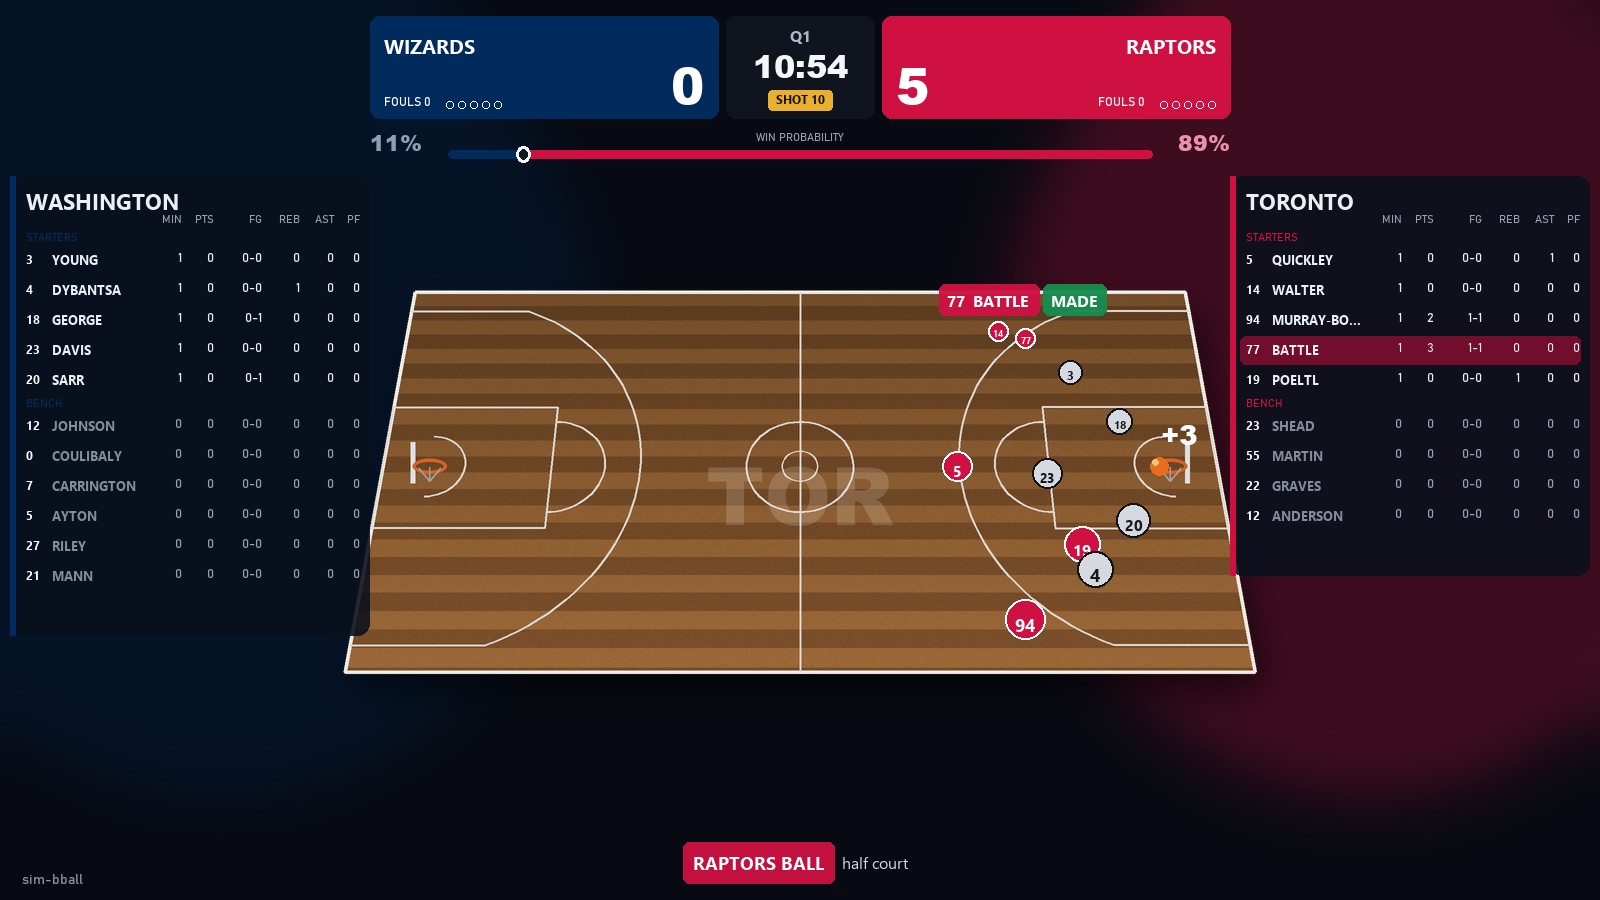 WIZARDS
0
FOULS 0
Q1
10:54
SHOT 10
RAPTORS
5
FOULS 0
11%
WIN PROBABILITY
89%
WASHINGTON
MIN PTS FG REB AST PF
STARTERS
3 YOUNG 1 0 0-0 0 0 0
4 DYBANTSA 1 0 0-0 1 0 0
18 GEORGE 1 0 0-1 0 0 0
23 DAVIS 1 0 0-0 0 0 0
20 SARR 1 0 0-1 0 0 0
BENCH
12 JOHNSON 0 0 0-0 0 0 0
0 COULIBALY 0 0 0-0 0 0 0
7 CARRINGTON 0 0 0-0 0 0 0
5 AYTON 0 0 0-0 0 0 0
27 RILEY 0 0 0-0 0 0 0
21 MANN 0 0 0-0 0 0 0
TORONTO
MIN PTS FG REB AST PF
STARTERS
5 QUICKLEY 1 0 0-0 0 1 0
14 WALTER 1 0 0-0 0 0 0
94 MURRAY-BO... 1 2 1-1 0 0 0
77 BATTLE 1 3 1-1 0 0 0
19 POELTL 1 0 0-0 1 0 0
BENCH
23 SHEAD 0 0 0-0 0 0 0
55 MARTIN 0 0 0-0 0 0 0
22 GRAVES 0 0 0-0 0 0 0
12 ANDERSON 0 0 0-0 0 0 0
77 BATTLE MADE
14
77
3
18
+3
5
23
TOR
20
19
4
94
RAPTORS BALL half court
sim-bball